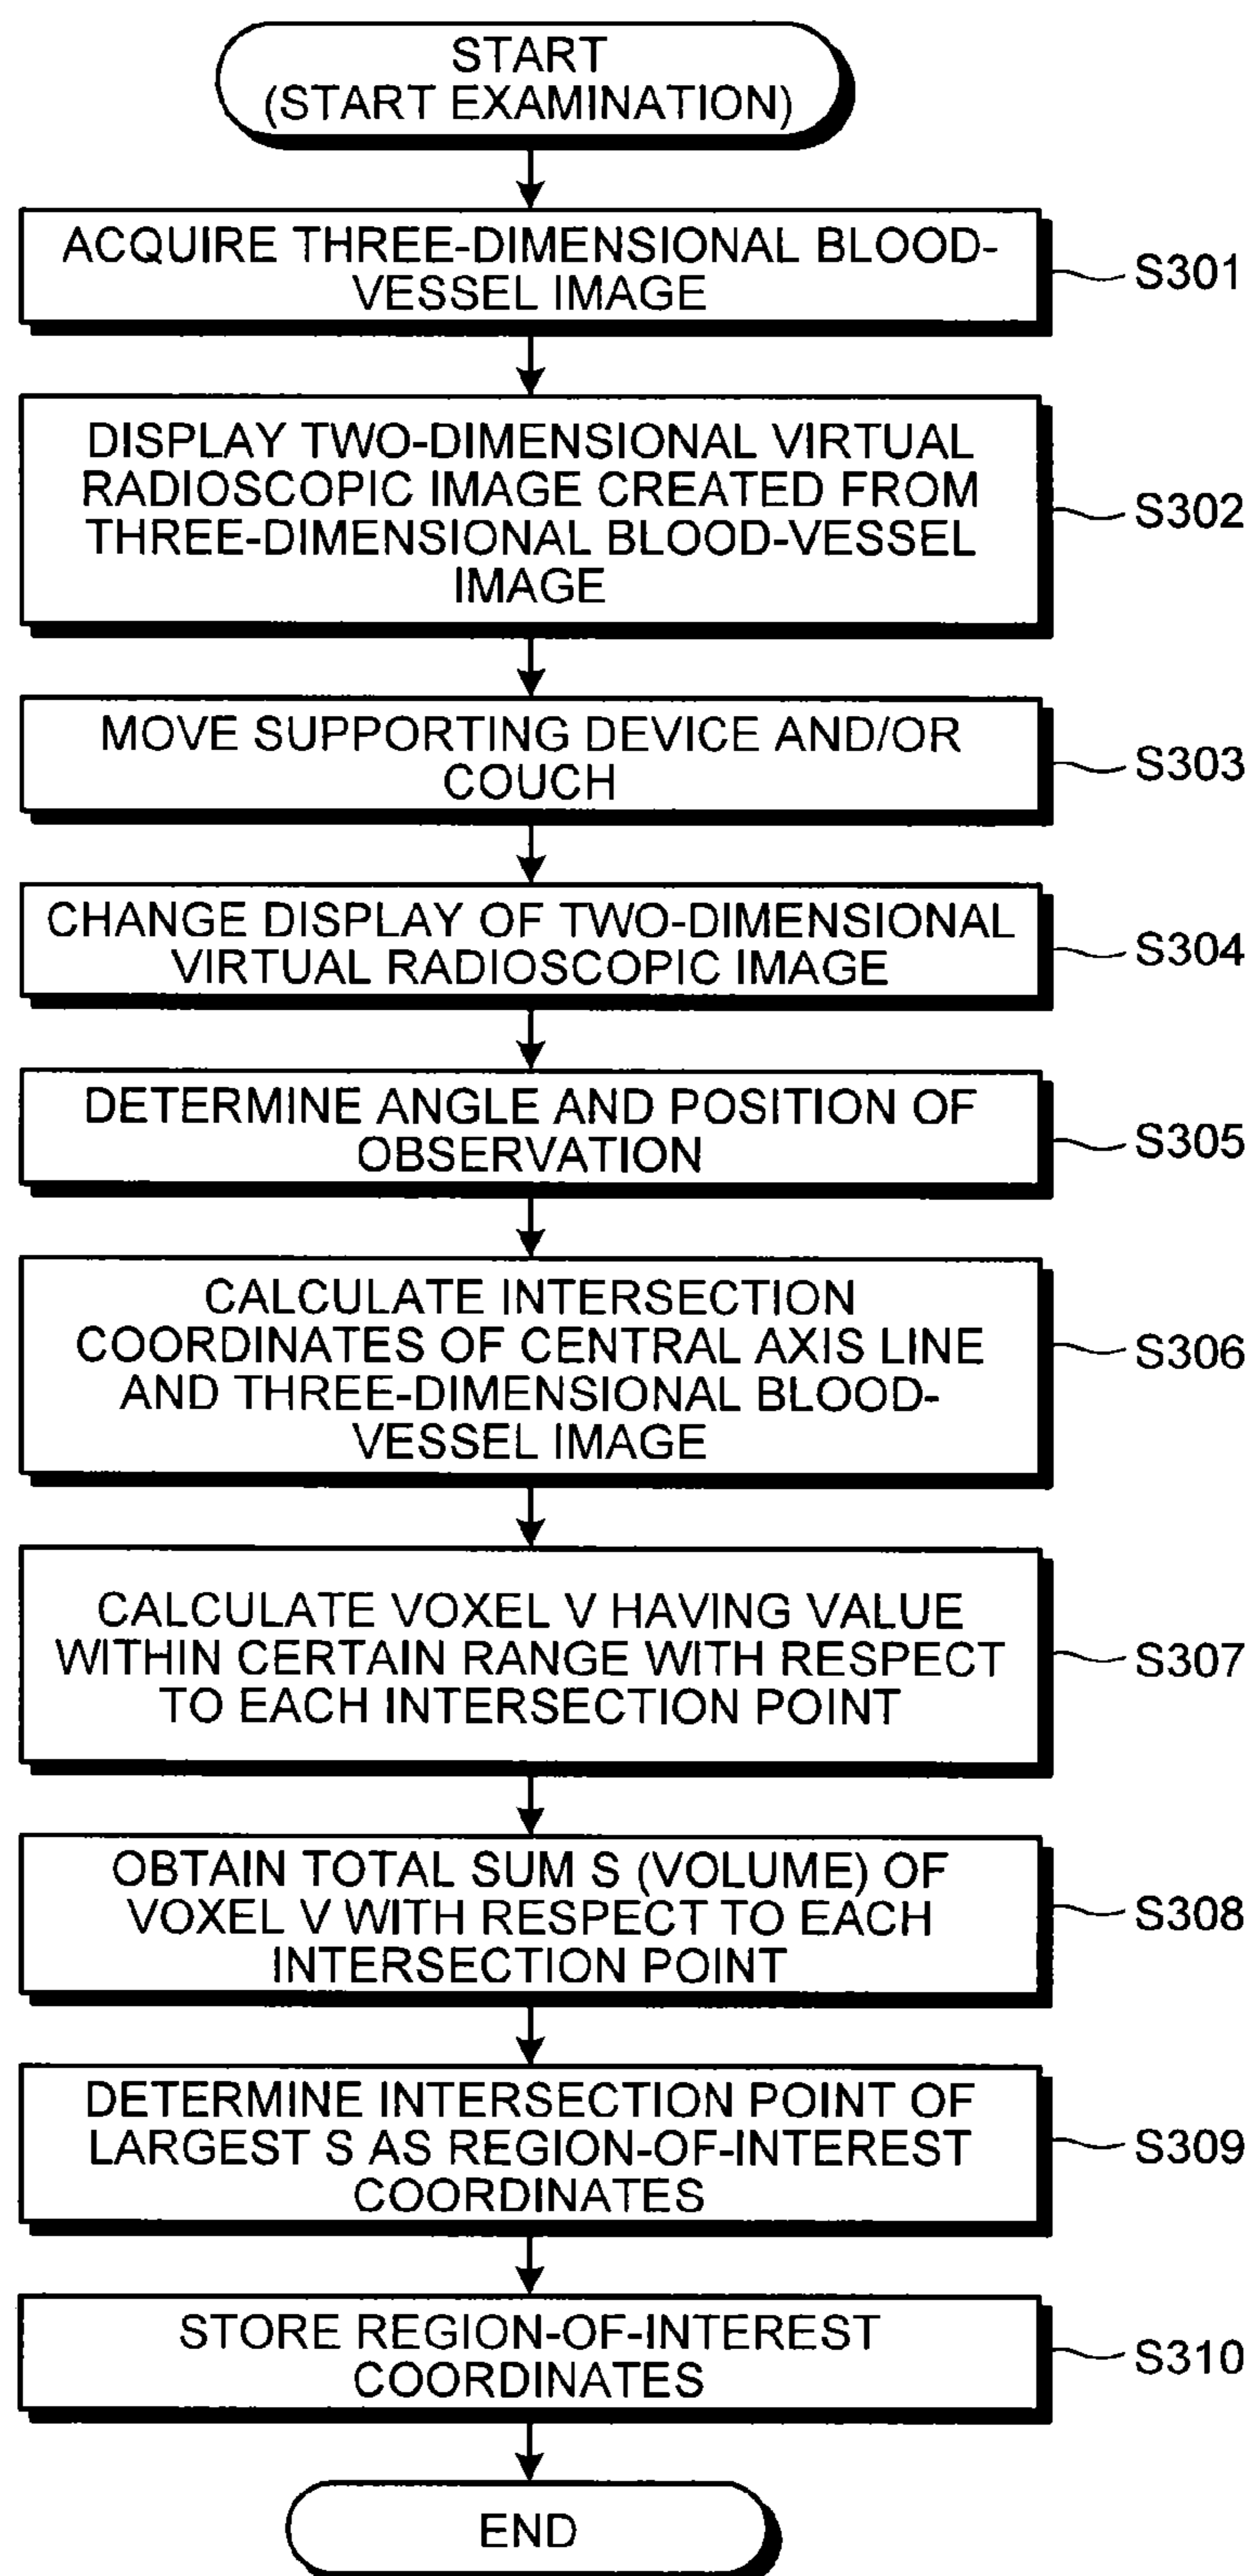 START
(START EXAMINATION)
ACQUIRE THREE-DIMENSIONAL BLOOD-
VESSEL IMAGE
S301
DISPLAY TWO-DIMENSIONAL VIRTUAL
RADIOSCOPIC IMAGE CREATED FROM
THREE-DIMENSIONAL BLOOD-VESSEL
IMAGE
S302
MOVE SUPPORTING DEVICE AND/OR
COUCH
S303
CHANGE DISPLAY OF TWO-DIMENSIONAL
VIRTUAL RADIOSCOPIC IMAGE
S304
DETERMINE ANGLE AND POSITION OF
OBSERVATION
S305
CALCULATE INTERSECTION
COORDINATES OF CENTRAL AXIS LINE
AND THREE-DIMENSIONAL BLOOD-
VESSEL IMAGE
S306
CALCULATE VOXEL V HAVING VALUE
WITHIN CERTAIN RANGE WITH RESPECT
TO EACH INTERSECTION POINT
S307
OBTAIN TOTAL SUM S (VOLUME) OF
VOXEL V WITH RESPECT TO EACH
INTERSECTION POINT
S308
DETERMINE INTERSECTION POINT OF
LARGEST S AS REGION-OF-INTEREST
COORDINATES
S309
STORE REGION-OF-INTEREST
COORDINATES
S310
END